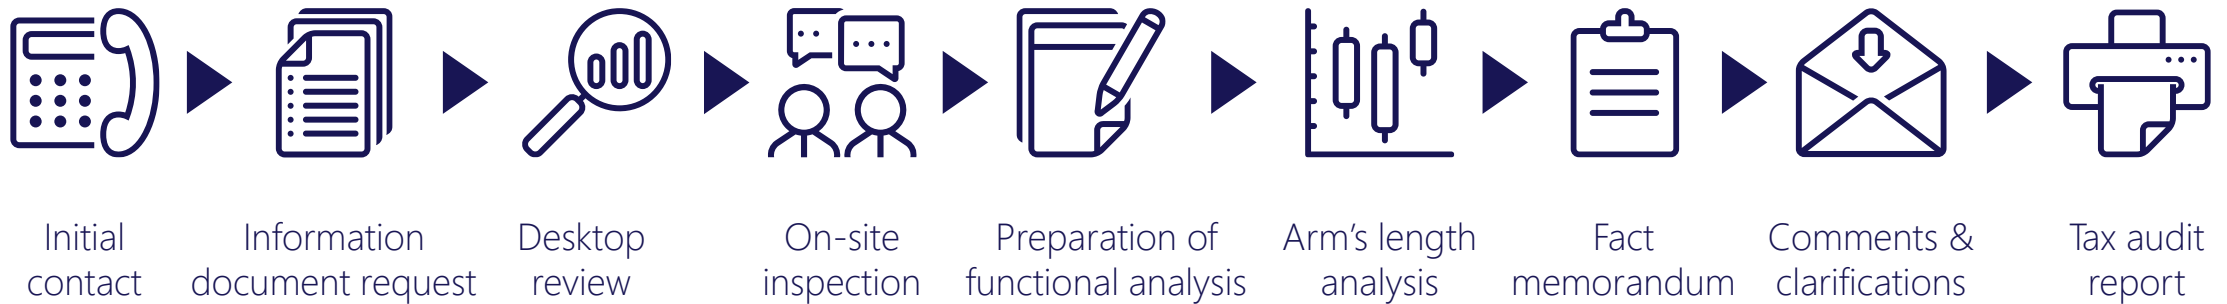 Initial
contact
Information
document request
Desktop
review
On-site
inspection
Preparation of
functional analysis
Arm’s length
analysis
Fact
memorandum
Comments &
clarifications
Tax audit
report